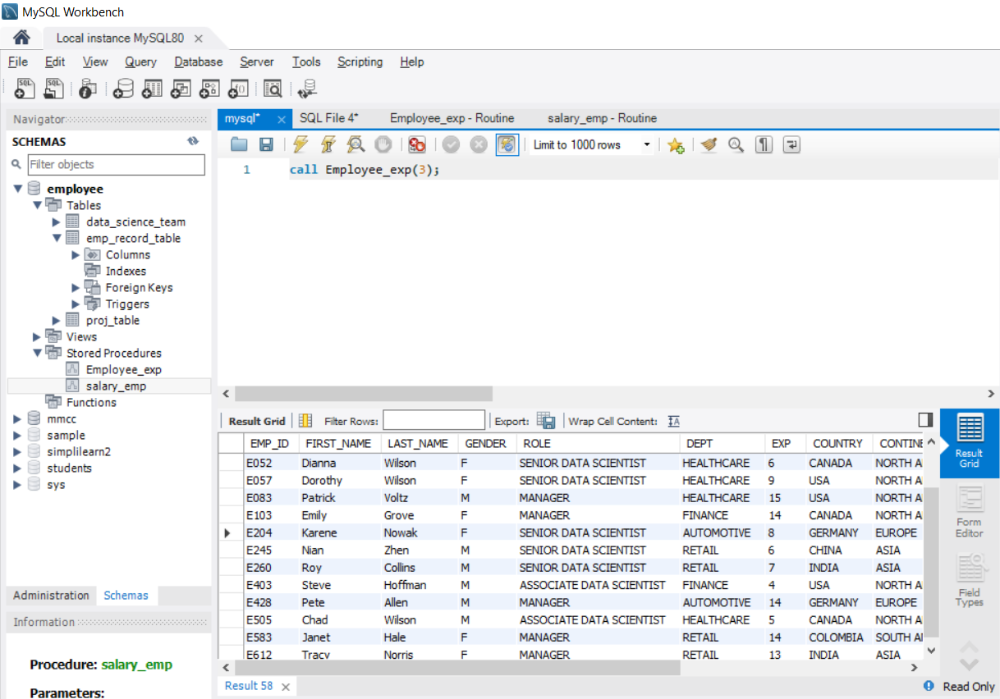 MySQL Workbench
Local instance MySQL80
File Edit View Query Database Server Tools Scripting Help
Navigator
SCHEMAS
Filter objects
employee
Tables
data_science_team
emp_record_table
Columns
Indexes
Foreign Keys
Triggers
proj_table
Views
Stored Procedures
Employee_exp
salary_emp
Functions
mmcc
sample
simplilearn2
students
sys
Administration Schemas
Information
Procedure: salary_emp
Parameters:
mysql* SQL File 4* Employee_exp - Routine salary_emp - Routine
Limit to 1000 rows
1 call Employee_exp(3);
Result Grid Filter Rows: Export: Wrap Cell Content:
EMP_ID FIRST_NAME LAST_NAME GENDER ROLE DEPT EXP COUNTRY CONTINE
E052 Dianna Wilson F SENIOR DATA SCIENTIST HEALTHCARE 6 CANADA NORTH A
E057 Dorothy Wilson F SENIOR DATA SCIENTIST HEALTHCARE 9 USA NORTH A
E083 Patrick Voltz M MANAGER HEALTHCARE 15 USA NORTH A
E103 Emily Grove F MANAGER FINANCE 14 CANADA NORTH A
E204 Karene Nowak F SENIOR DATA SCIENTIST AUTOMOTIVE 8 GERMANY EUROPE
E245 Nian Zhen M SENIOR DATA SCIENTIST RETAIL 6 CHINA ASIA
E260 Roy Collins M SENIOR DATA SCIENTIST RETAIL 7 INDIA ASIA
E403 Steve Hoffman M ASSOCIATE DATA SCIENTIST FINANCE 4 USA NORTH A
E428 Pete Allen M MANAGER AUTOMOTIVE 14 GERMANY EUROPE
E505 Chad Wilson M ASSOCIATE DATA SCIENTIST HEALTHCARE 5 CANADA NORTH A
E583 Janet Hale F MANAGER RETAIL 14 COLOMBIA SOUTH A
E612 Tracy Norris F MANAGER RETAIL 13 INDIA ASIA
Result
Grid
Form
Editor
Field
Types
Result 58
Read Only